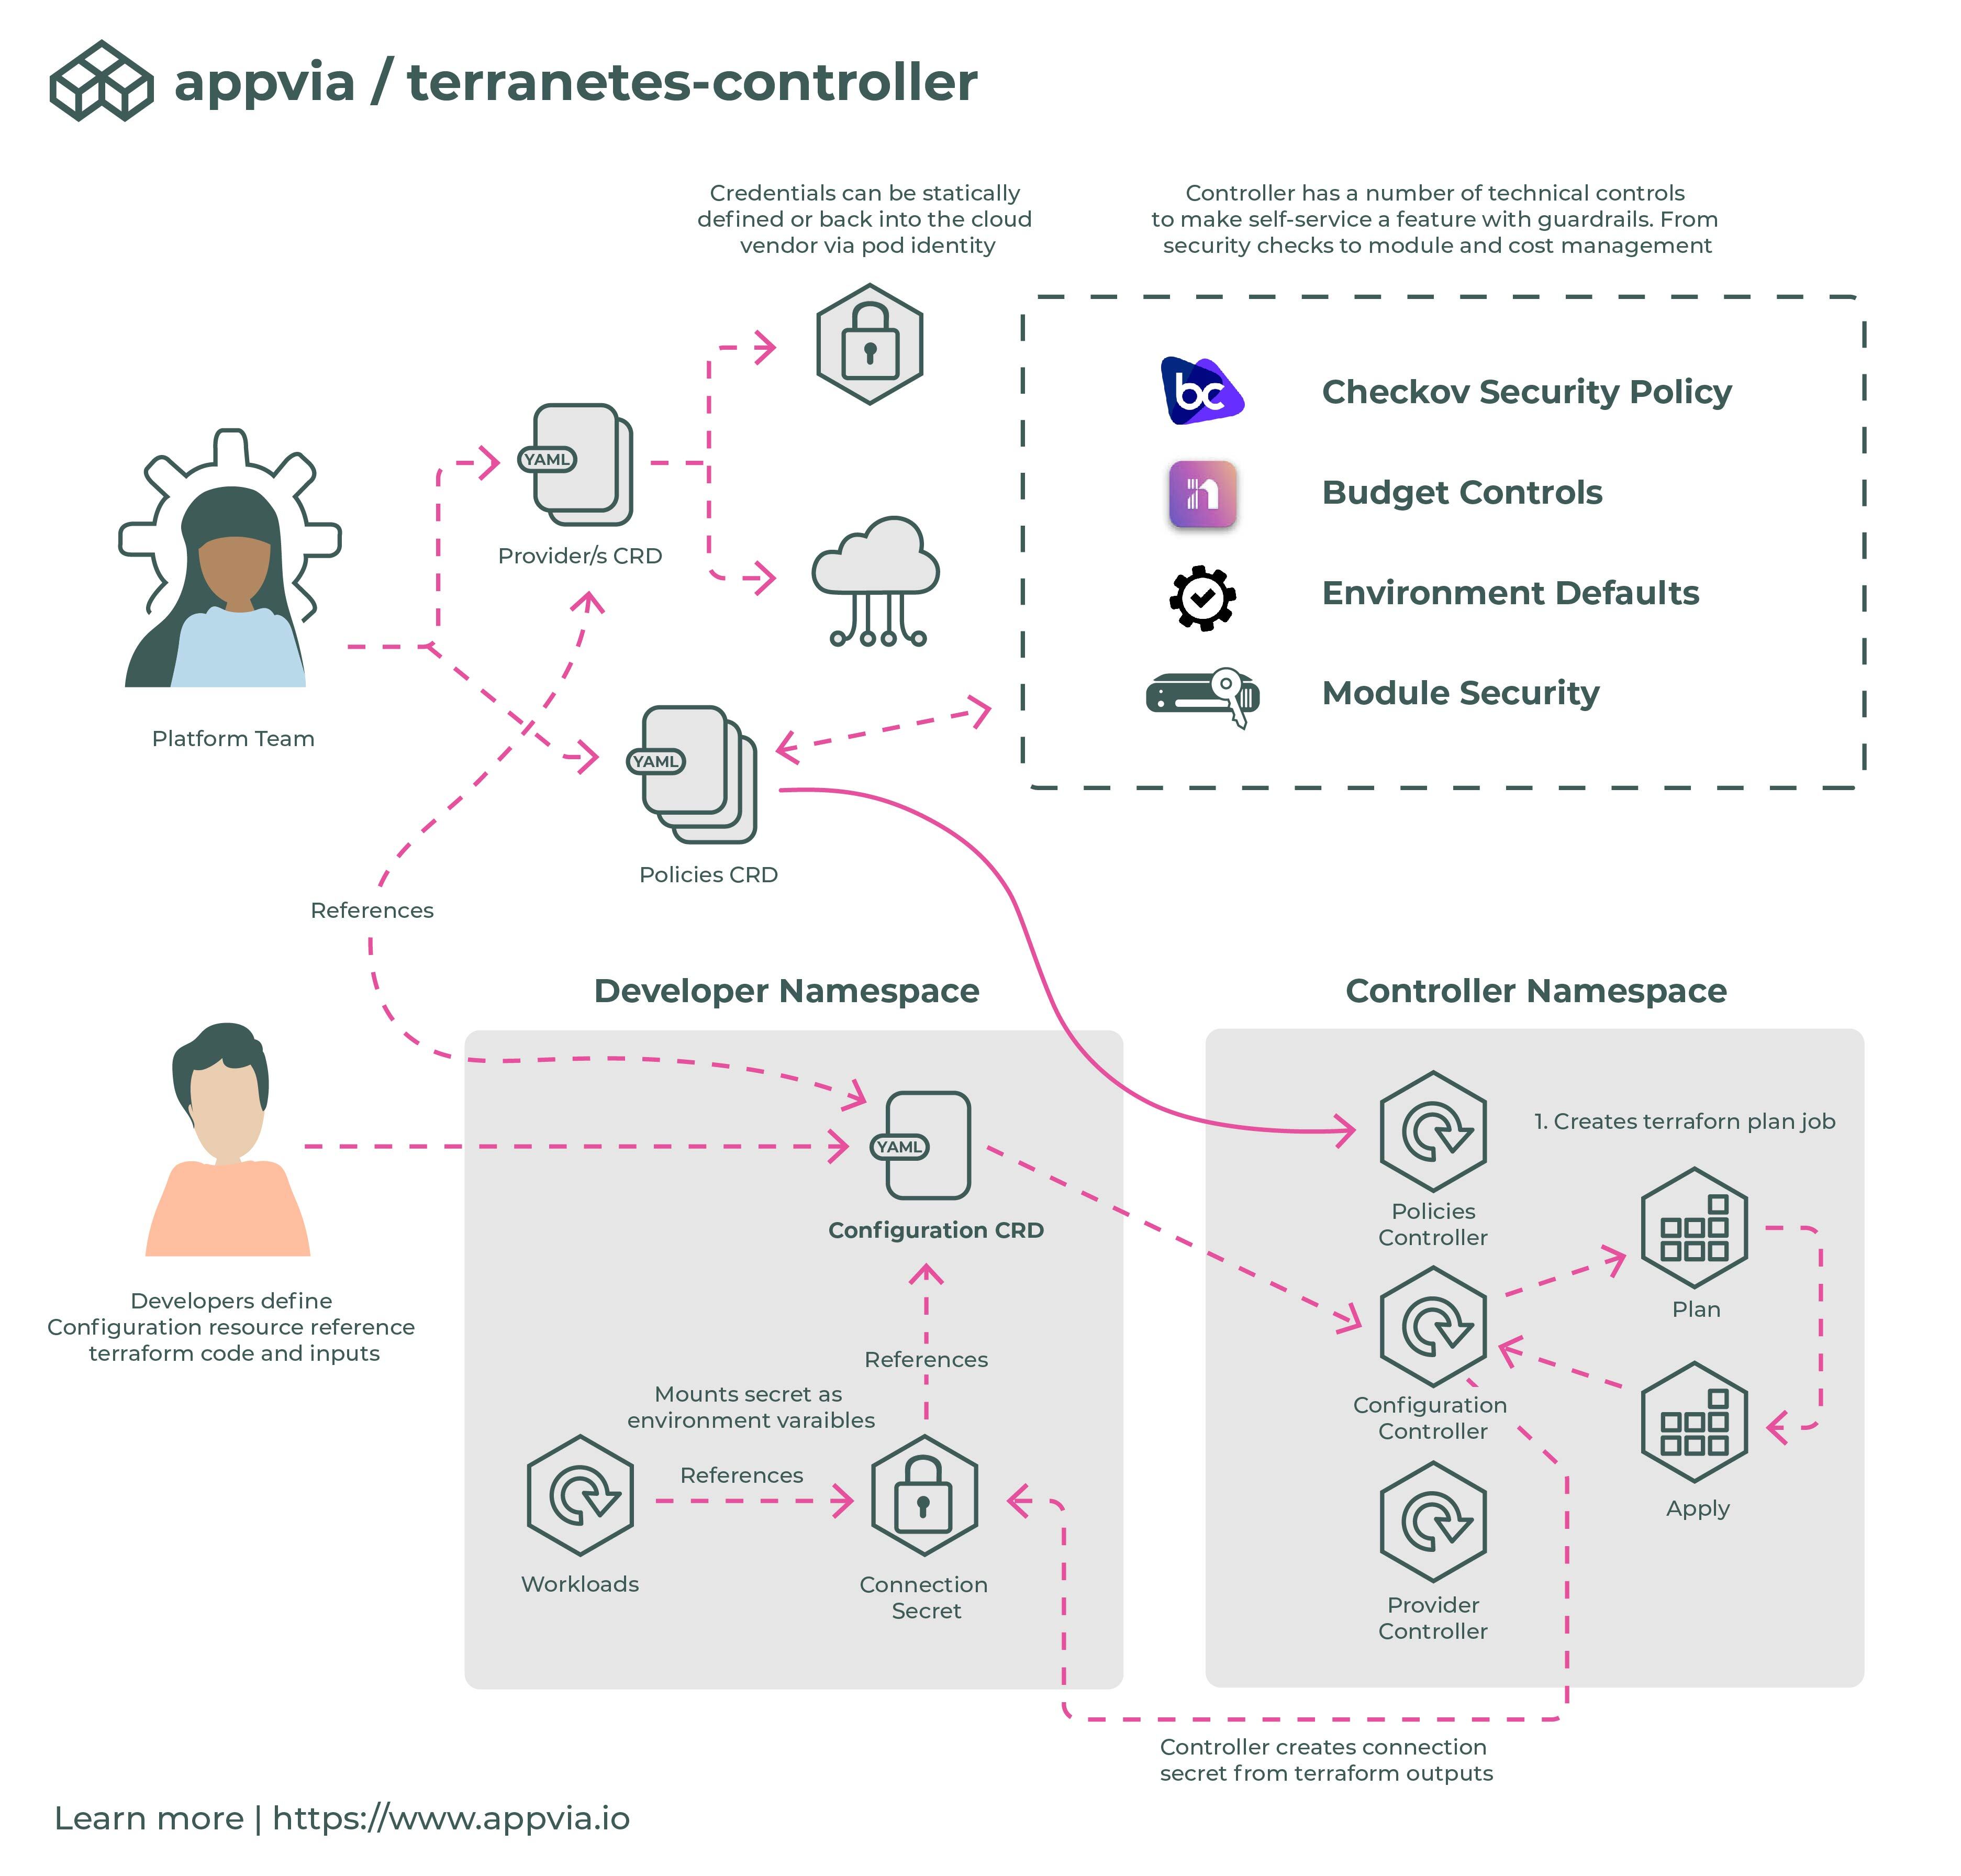 appvia / terranetes-controller
Credentials can be statically
defined or back into the cloud
vendor via pod identity
Controller has a number of technical controls
to make self-service a feature with guardrails. From
security checks to module and cost management
bc
Checkov Security Policy
n
Budget Controls
Environment Defaults
Module Security
YAML
Provider/s CRD
Platform Team
YAML
Policies CRD
References
Developer Namespace
Controller Namespace
YAML
Configuration CRD
Developers define
Configuration resource reference
terraform code and inputs
References
Mounts secret as
environment varaibles
References
Workloads
Connection
Secret
1. Creates terraforn plan job
Policies
Controller
Plan
Configuration
Controller
Apply
Provider
Controller
Controller creates connection
secret from terraform outputs
Learn more | https://www.appvia.io